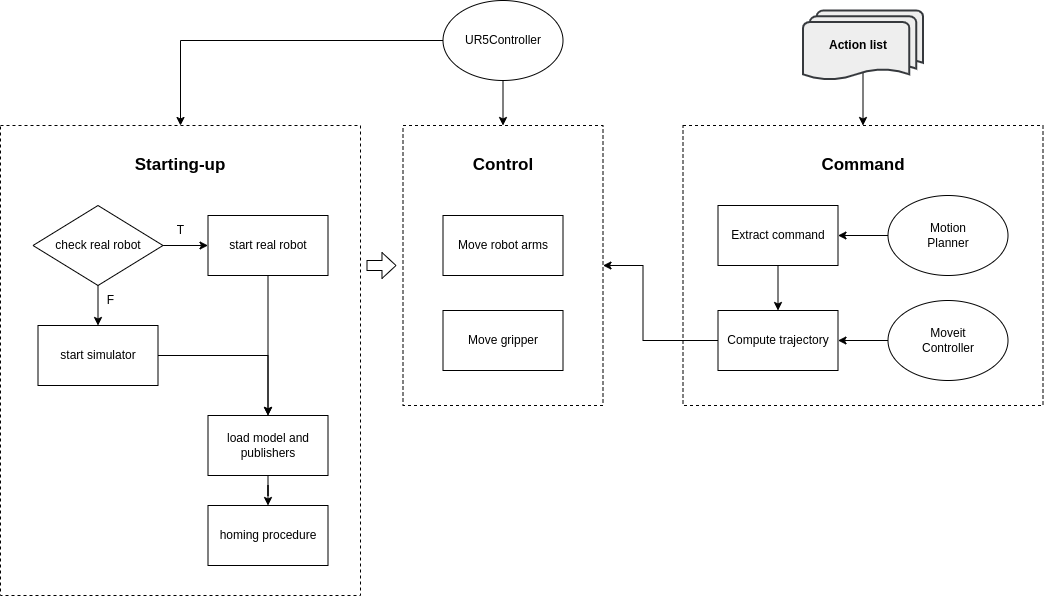 UR5Controller
Action list
Starting-up
check real robot
T
start real robot
F
start simulator
load model and
publishers
homing procedure
Control
Move robot arms
Move gripper
Command
Extract command
Motion
Planner
Compute trajectory
Moveit
Controller